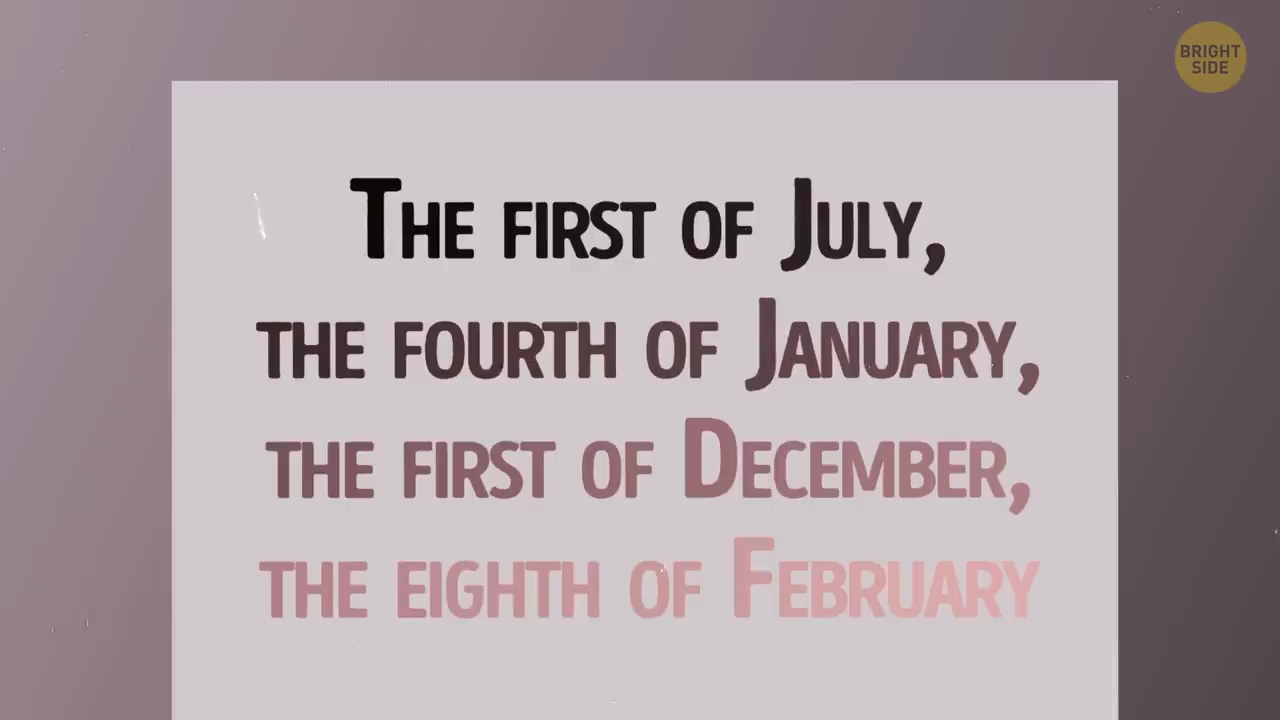 BRIGHT
SIDE
The first of July,
the fourth of January,
the first of December,
the eighth of February